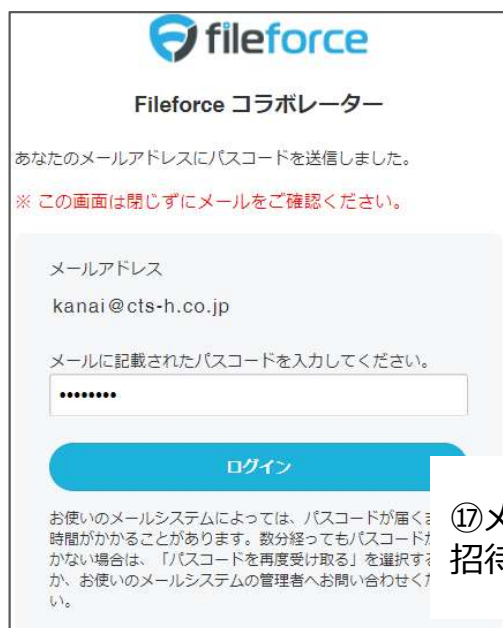 fileforce
Fileforce コラボレーター
あなたのメールアドレスにパスコードを送信しました。
※ この画面は閉じずにメールをご確認ください。
メールアドレス
kanai@cts-h.co.jp
メールに記載されたパスコードを入力してください。
••••••••
ログイン
お使いのメールシステムによっては、パスコードが届くま
時間がかかることがあります。数分経ってもパスコードが
かない場合は、「パスコードを再度受け取る」を選択する
か、お使いのメールシステムの管理者へお問い合わせくだ
い。
⑰メ
招待